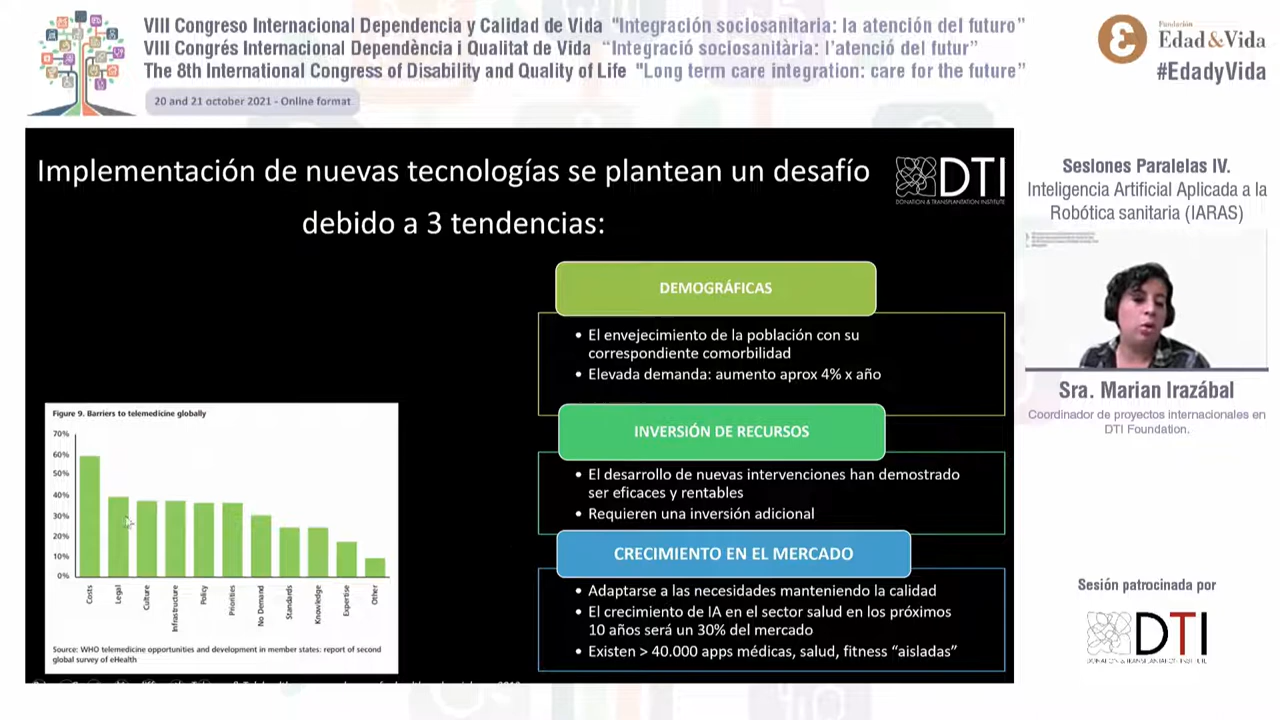 VIII Congreso Internacional Dependencia y Calidad de Vida "Integración sociosanitaria: la atención del futuro"
VIII Congrés Internacional Dependència i Qualitat de Vida "Integració sociosanitària: l'atenció del futur"
The 8th International Congress of Disability and Quality of Life "Long term care integration: care for the future"
20 and 21 october 2021 - Online format
Fundación
Edad&Vida
#EdadyVida
Implementación de nuevas tecnologías se plantean un desafío
debido a 3 tendencias:
DTI
DONATION & TRANSPLANTATION INSTITUTE
DEMOGRÁFICAS
• El envejecimiento de la población con su
correspondiente comorbilidad
• Elevada demanda: aumento aprox 4% x año
INVERSIÓN DE RECURSOS
• El desarrollo de nuevas intervenciones han demostrado
ser eficaces y rentables
• Requieren una inversión adicional
CRECIMIENTO EN EL MERCADO
• Adaptarse a las necesidades manteniendo la calidad
• El crecimiento de IA en el sector salud en los próximos
10 años será un 30% del mercado
• Existen > 40.000 apps médicas, salud, fitness "aisladas"
Figure 9. Barriers to telemedicine globally
70%
60%
50%
40%
30%
20%
10%
0%
Costs
Legal
Culture
Infrastructure
Policy
Priorities
No Demand
Standards
Knowledge
Expertise
Other
Source: WHO telemedicine opportunities and development in member states: report of second
global survey of eHealth
Sesiones Paralelas IV.
Inteligencia Artificial Aplicada a la
Robótica sanitaria (IARAS)
Sra. Marian Irazábal
Coordinador de proyectos internacionales en
DTI Foundation.
Sesión patrocinada por
DTI
DONATION & TRANSPLANTATION INSTITUTE